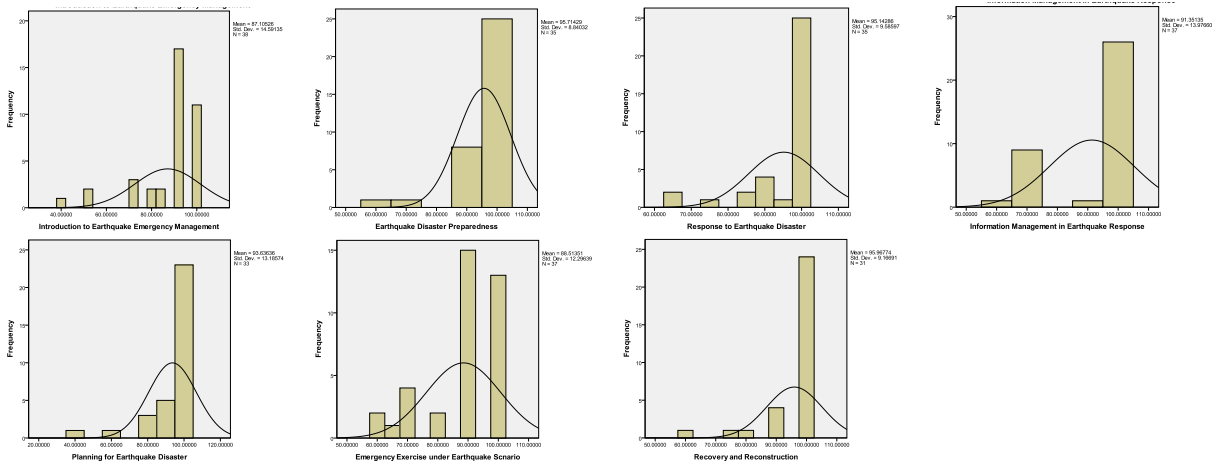 Introduction to Earthquake Emergency Management
Mean = 87.10526
Std. Dev. = 14.59135
N = 38
Frequency
20
15
10
5
0
40.00000 60.00000 80.00000 100.00000
Introduction to Earthquake Emergency Management
Mean = 95.71429
Std. Dev. = 8.84032
N = 35
Frequency
25
20
15
10
5
0
50.00000 60.00000 70.00000 80.00000 90.00000 100.00000 110.00000
Earthquake Disaster Preparedness
Mean = 95.14286
Std. Dev. = 9.58597
N = 35
Frequency
25
20
15
10
5
0
60.00000 70.00000 80.00000 90.00000 100.00000 110.00000
Response to Earthquake Disaster
Information Management in Earthquake Response
Mean = 91.35135
Std. Dev. = 13.97660
N = 37
Frequency
30
20
10
0
50.00000 60.00000 70.00000 80.00000 90.00000 100.00000 110.00000
Information Management in Earthquake Response
Mean = 93.63636
Std. Dev. = 13.18574
N = 33
Frequency
25
20
15
10
5
0
20.00000 40.00000 60.00000 80.00000 100.00000 120.00000
Planning for Earthquake Disaster
Mean = 88.51351
Std. Dev. = 12.29639
N = 37
Frequency
15
10
5
0
50.00000 60.00000 70.00000 80.00000 90.00000 100.00000 110.00000
Emergency Exercise under Earthquake Scnario
Mean = 95.96774
Std. Dev. = 9.16691
N = 31
Frequency
25
20
15
10
5
0
50.00000 60.00000 70.00000 80.00000 90.00000 100.00000 110.00000
Recovery and Reconstruction